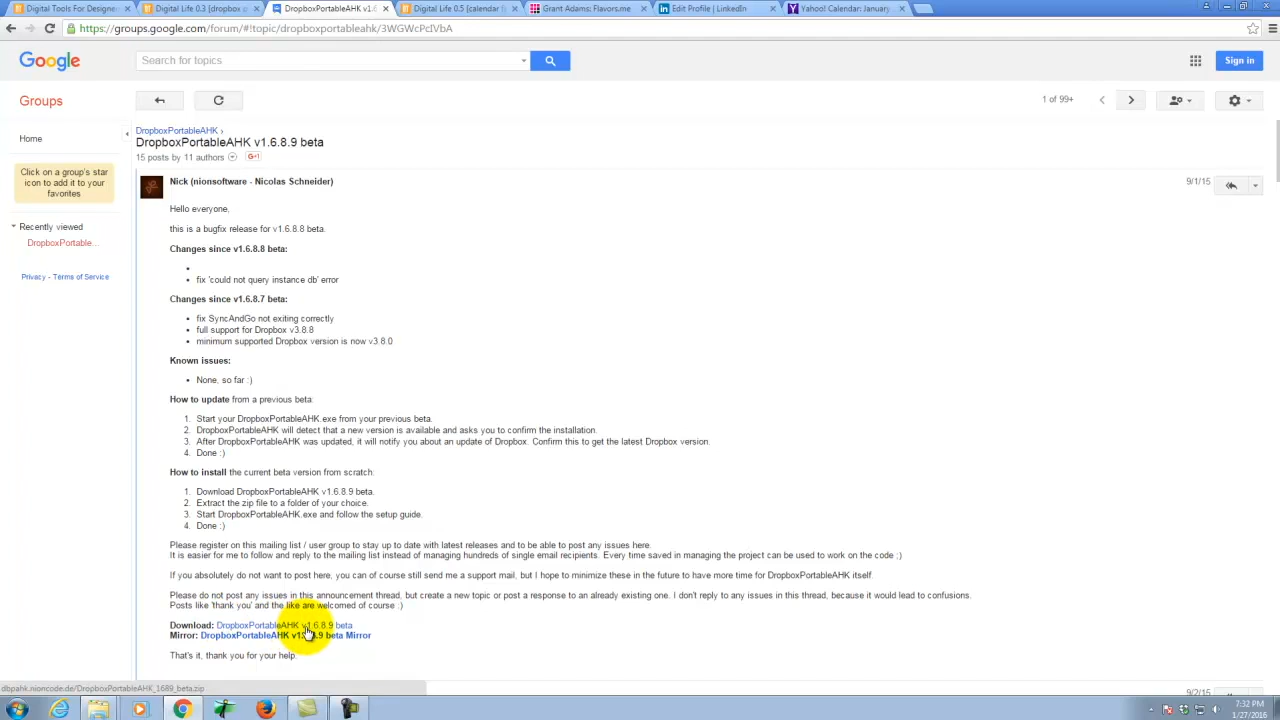 Digital Tools For Designer
Digital Life 0.3 {dropbox p
DropboxPortableAHK v1.6
Digital Life 0.5 {calendar f
Grant Adams: Flavors.me
Edit Profile | LinkedIn
Yahoo! Calendar: January
https://groups.google.com/forum/#!topic/dropboxportableahk/3WGWcPcIVbA
Google
Search for topics
Sign in
Groups
1 of 99+
Home
Click on a group's star
icon to add it to your
favorites
Recently viewed
DropboxPortable...
Privacy - Terms of Service
DropboxPortableAHK ›
DropboxPortableAHK v1.6.8.9 beta
15 posts by 11 authors
G+1
Nick (nionsoftware - Nicolas Schneider)
9/1/15
Hello everyone,
this is a bugfix release for v1.6.8.8 beta.
Changes since v1.6.8.8 beta:
•
• fix 'could not query instance db' error
Changes since v1.6.8.7 beta:
• fix SyncAndGo not exiting correctly
• full support for Dropbox v3.8.8
• minimum supported Dropbox version is now v3.8.0
Known issues:
• None, so far :)
How to update from a previous beta:
1. Start your DropboxPortableAHK.exe from your previous beta.
2. DropboxPortableAHK will detect that a new version is available and asks you to confirm the installation.
3. After DropboxPortableAHK was updated, it will notify you about an update of Dropbox. Confirm this to get the latest Dropbox version.
4. Done :)
How to install the current beta version from scratch:
1. Download DropboxPortableAHK v1.6.8.9 beta.
2. Extract the zip file to a folder of your choice.
3. Start DropboxPortableAHK.exe and follow the setup guide.
4. Done :)
Please register on this mailing list / user group to stay up to date with latest releases and to be able to post any issues here.
It is easier for me to follow and reply to the mailing list instead of managing hundreds of single email recipients. Every time saved in managing the project can be used to work on the code ;)
If you absolutely do not want to post here, you can of course still send me a support mail, but I hope to minimize these in the future to have more time for DropboxPortableAHK itself.
Please do not post any issues in this announcement thread, but create a new topic or post a response to an already existing one. I don't reply to any issues in this thread, because it would lead to confusions.
Posts like 'thank you' and the like are welcomed of course :)
Download: DropboxPortableAHK v1.6.8.9 beta
Mirror: DropboxPortableAHK v1.6.8.9 beta Mirror
That's it, thank you for your help.
dbpahk.nioncode.de/DropboxPortableAHK_1689_beta.zip
9/2/15
7:32 PM
1/27/2016